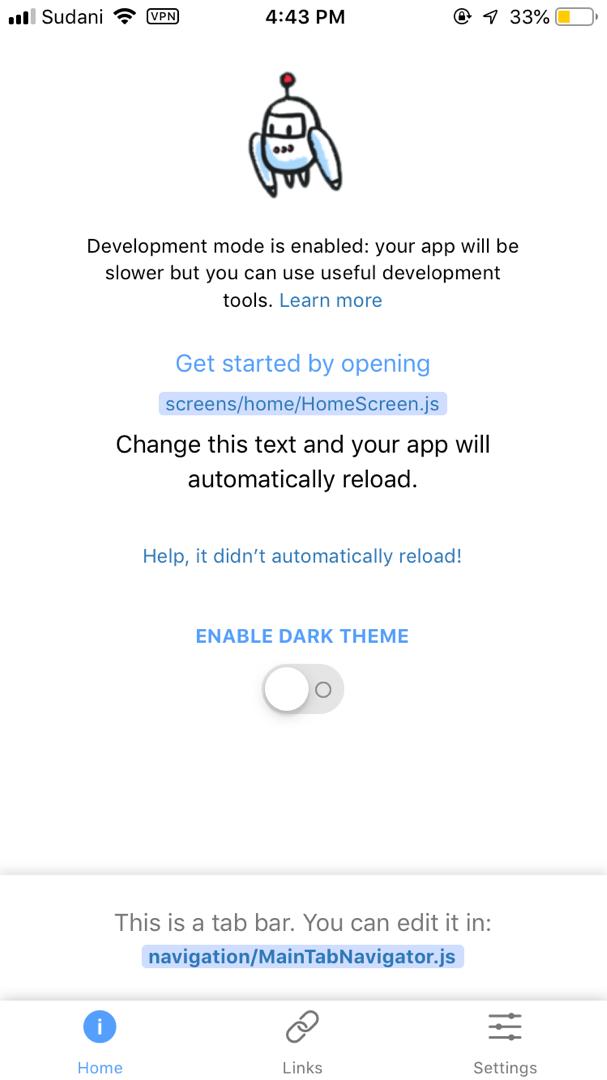 Sudani VPN 4:43 PM 33%
Development mode is enabled: your app will be
slower but you can use useful development
tools. Learn more
Get started by opening
screens/home/HomeScreen.js
Change this text and your app will
automatically reload.
Help, it didn’t automatically reload!
ENABLE DARK THEME
This is a tab bar. You can edit it in:
navigation/MainTabNavigator.js
Home Links Settings